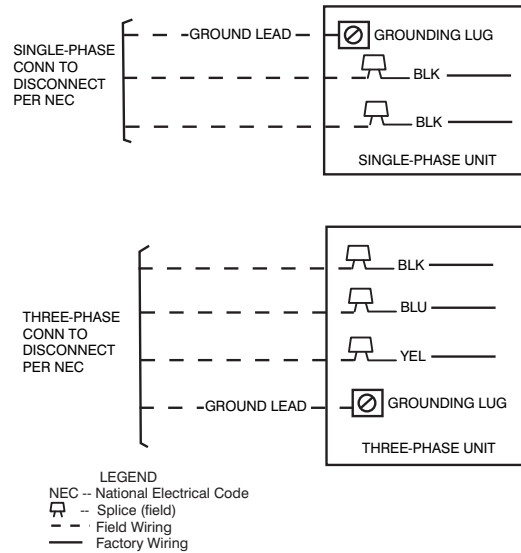 SINGLE-PHASE
CONN TO
DISCONNECT
PER NEC
GROUND LEAD
GROUNDING LUG
BLK
BLK
SINGLE-PHASE UNIT
THREE-PHASE
CONN TO
DISCONNECT
PER NEC
BLK
BLU
YEL
GROUND LEAD
GROUNDING LUG
THREE-PHASE UNIT
LEGEND
NEC -- National Electrical Code
-- Splice (field)
Field Wiring
Factory Wiring